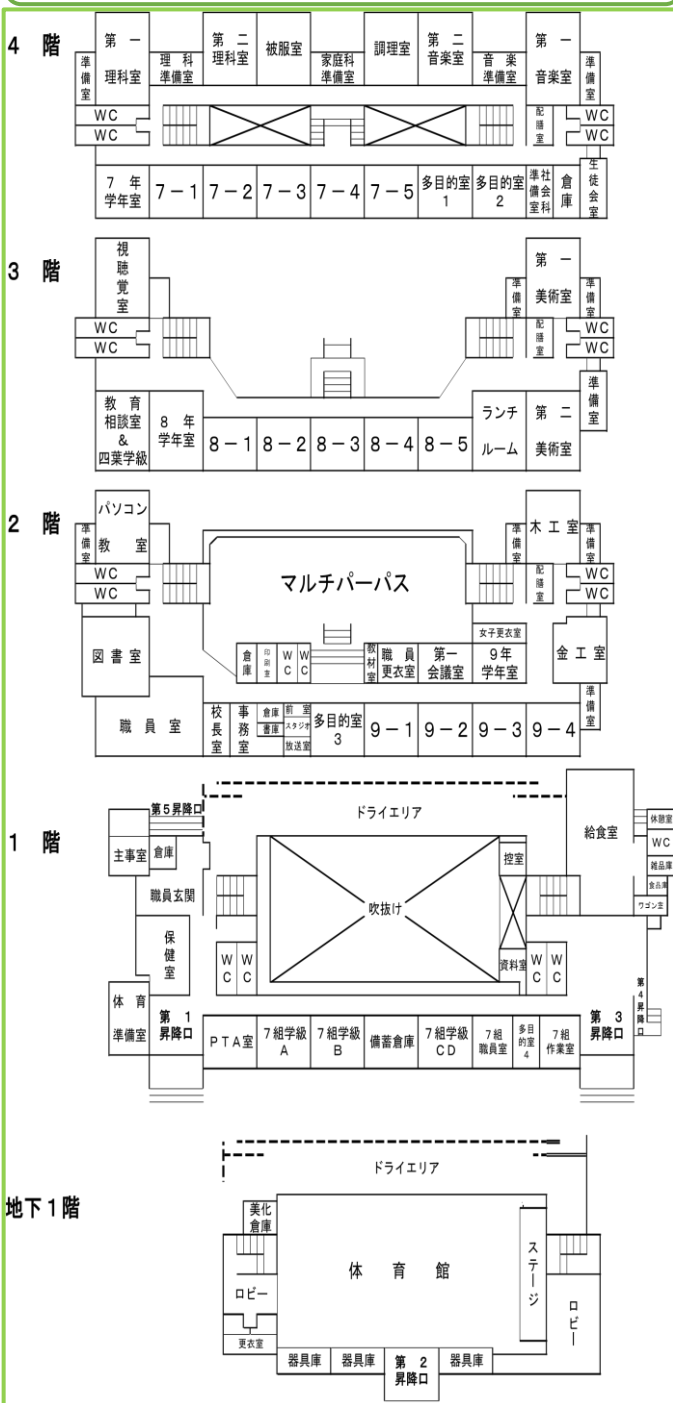 4 階
準備室
第一
理科室
理科
準備室
第二
理科室
被服室
家庭科
準備室
調理室
第二
音楽室
音楽
準備室
第一
音楽室
準備室
WC
WC
配膳室
WC
WC
7年
学年室
7-1
7-2
7-3
7-4
7-5
多目的室
1
多目的室
2
社会科
準備室
倉庫
生徒会室
3 階
視聴覚室
準備室
第一
美術室
準備室
WC
WC
配膳室
WC
WC
教育
相談室
&
四葉学級
8年
学年室
8-1
8-2
8-3
8-4
8-5
ランチ
ルーム
第二
美術室
準備室
2 階
準備室
パソコン
教室
マルチパーパス
準備室
木工室
準備室
WC
WC
配膳室
WC
WC
図書室
倉庫
印刷室
WC
WC
教材室
職員
更衣室
第一
会議室
女子更衣室
9年
学年室
金工室
職員室
校長室
事務室
倉庫
書庫
前室
スタジオ
放送室
多目的室
3
9-1
9-2
9-3
9-4
準備室
1 階
第5昇降口
ドライエリア
給食室
休憩室
WC
雑品庫
食品庫
ワゴン室
主事室
倉庫
控室
職員玄関
吹抜け
保健室
WC
WC
資料室
WC
WC
第4昇降口
体育
準備室
第1
昇降口
PTA室
7組学級
A
7組学級
B
備蓄倉庫
7組学級
CD
7組
職員室
多目的室
4
7組
作業室
第3
昇降口
地下1階
ドライエリア
美化
倉庫
体育館
ステージ
ロビー
ロビー
更衣室
器具庫
器具庫
第2
昇降口
器具庫